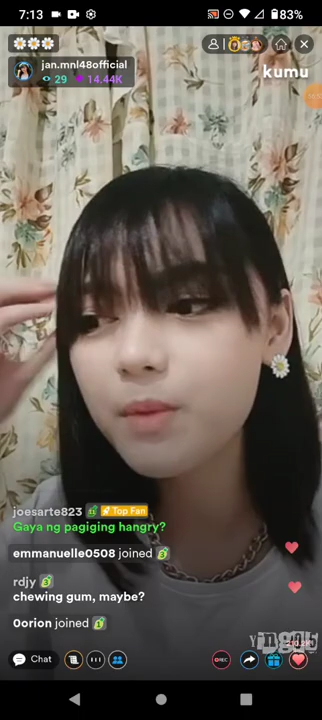 7:13
83%
jan.mnl48official
29 14.44K
kumu
joesarte823 Top Fan
Gaya ng pagiging hangry?
emmanuelle0508 joined
rdjy
chewing gum, maybe?
0orion joined
Chat
REC